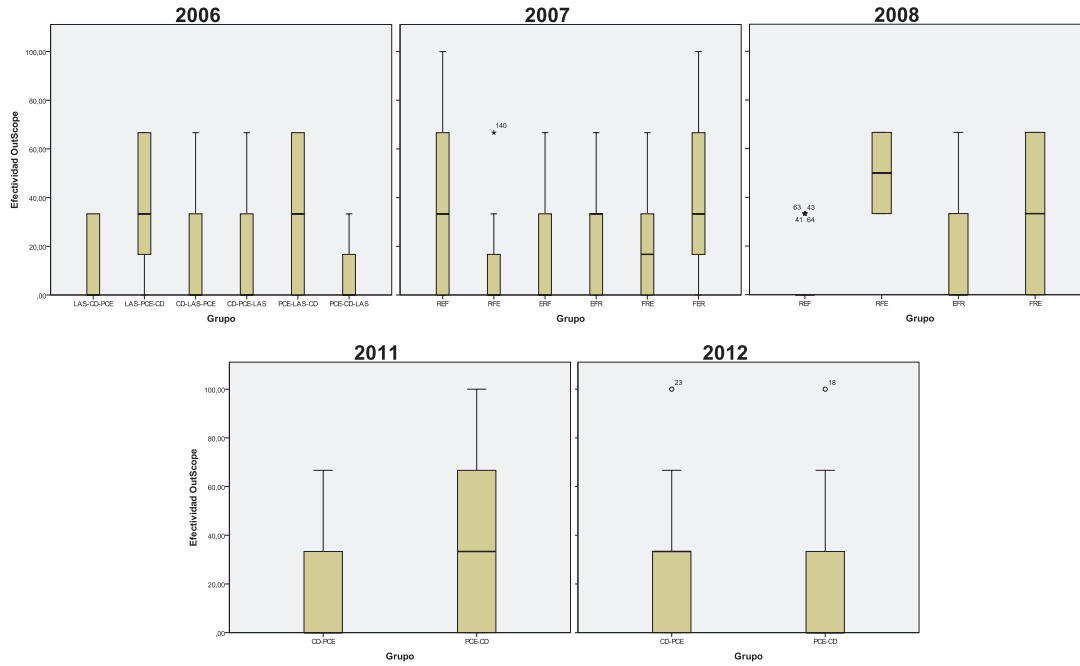 2006 2007 2008
Efectividad OutScope
100,00
80,00
60,00
40,00
20,00
,00
LAS-CD-PCE LAS-PCE-CD CD-LAS-PCE CD-PCE-LAS PCE-LAS-CD PCE-CD-LAS
Grupo
140
REF RFE ERF EFR FRE FER
Grupo
63 43
41 64
REF RFE EFR FRE
Grupo
2011 2012
Efectividad OutScope
100,00
80,00
60,00
40,00
20,00
,00
CD-PCE PCE-CD
Grupo
23 18
CD-PCE PCE-CD
Grupo